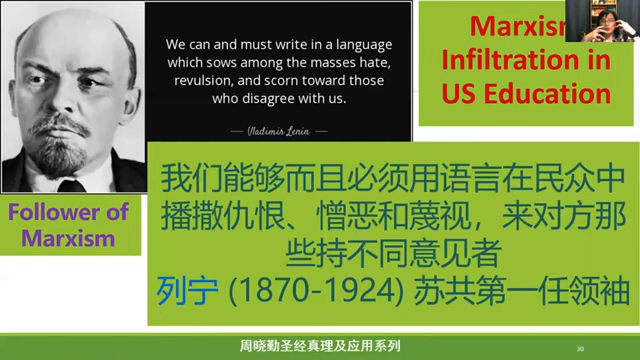 We can and must write in a language
which sows among the masses hate,
revulsion, and scorn toward those
who disagree with us.
Vladimir Lenin
Marxism
Infiltration in
US Education
Follower of
Marxism
我们能够而且必须用语言在民众中
播撒仇恨、憎恶和蔑视，来对方那
些持不同意见者
列宁 (1870-1924) 苏共第一任领袖
周晓勤圣经真理及应用系列
30